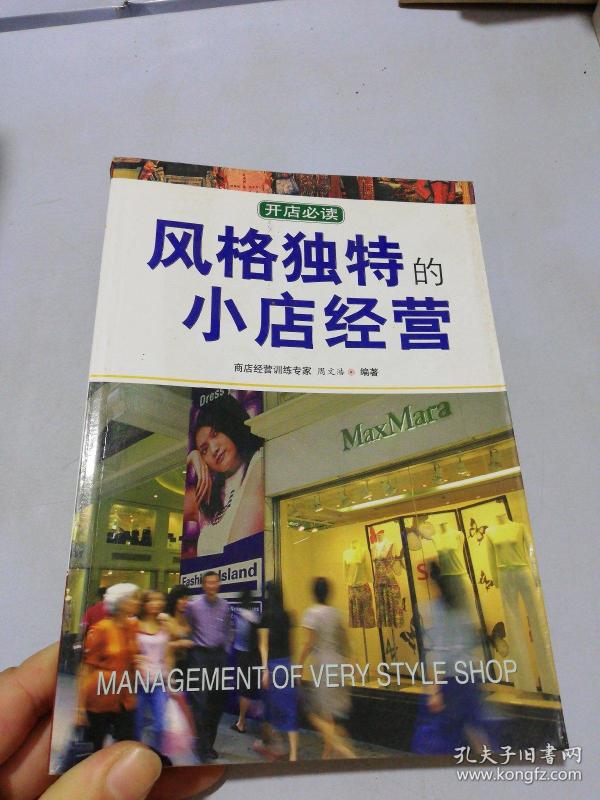 开店必读
风格独特的
小店经营
商店经营训练专家 周文浩 编著
Dress
MaxMara
Fashion Island
MANAGEMENT OF VERY STYLE SHOP
孔夫子旧书网
www.kongfz.com